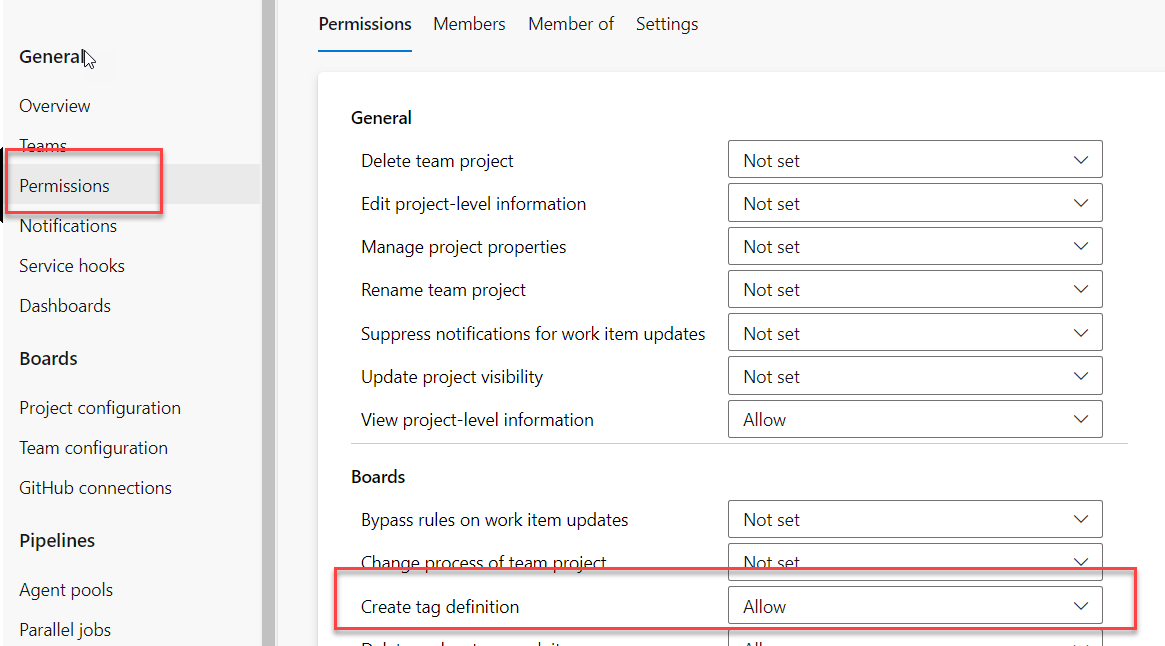 General
Overview
Teams
Permissions
Notifications
Service hooks
Dashboards
Boards
Project configuration
Team configuration
GitHub connections
Pipelines
Agent pools
Parallel jobs
Permissions Members Member of Settings
General
Delete team project Not set
Edit project-level information Not set
Manage project properties Not set
Rename team project Not set
Suppress notifications for work item updates Not set
Update project visibility Not set
View project-level information Allow
Boards
Bypass rules on work item updates Not set
Change process of team project Not set
Create tag definition Allow